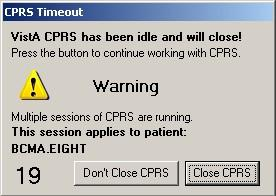 CPRS Timeout
VistA CPRS has been idle and will close!
Press the button to continue working with CPRS.
Warning
Multiple sessions of CPRS are running.
This session applies to patient:
BCMA.EIGHT
19
Don't Close CPRS
Close CPRS